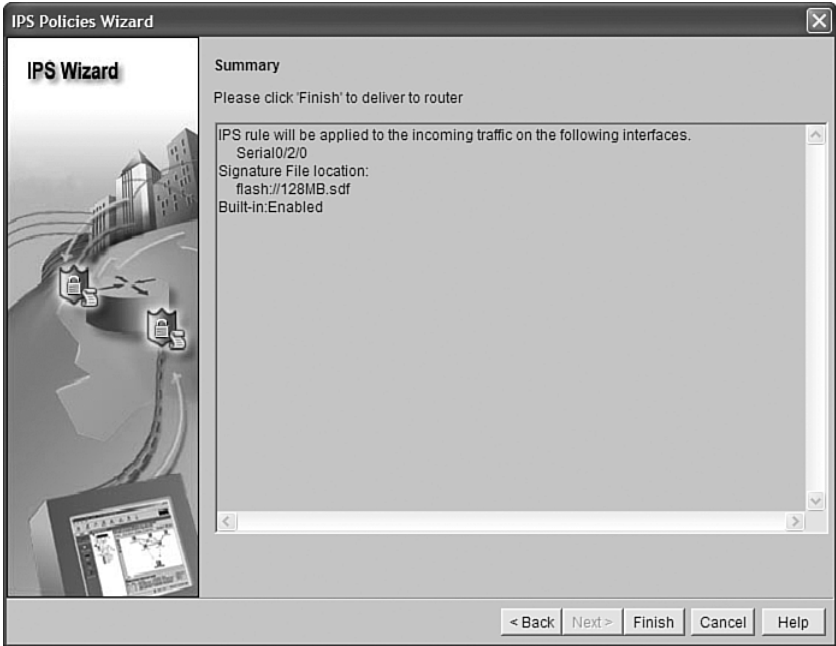 IPS Policies Wizard
IPS Wizard
Summary
Please click 'Finish' to deliver to router
IPS rule will be applied to the incoming traffic on the following interfaces.
Serial0/2/0
Signature File location:
flash://128MB.sdf
Built-in:Enabled
< Back
Next >
Finish
Cancel
Help